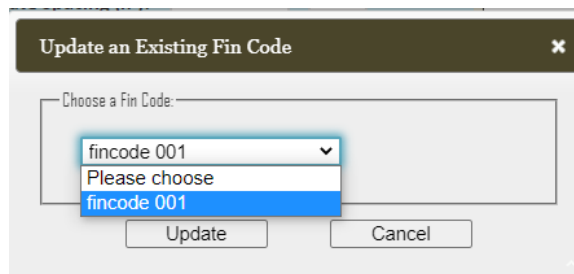 Update an Existing Fin Code
Choose a Fin Code:
fincode 001
Please choose
fincode 001
Update Cancel